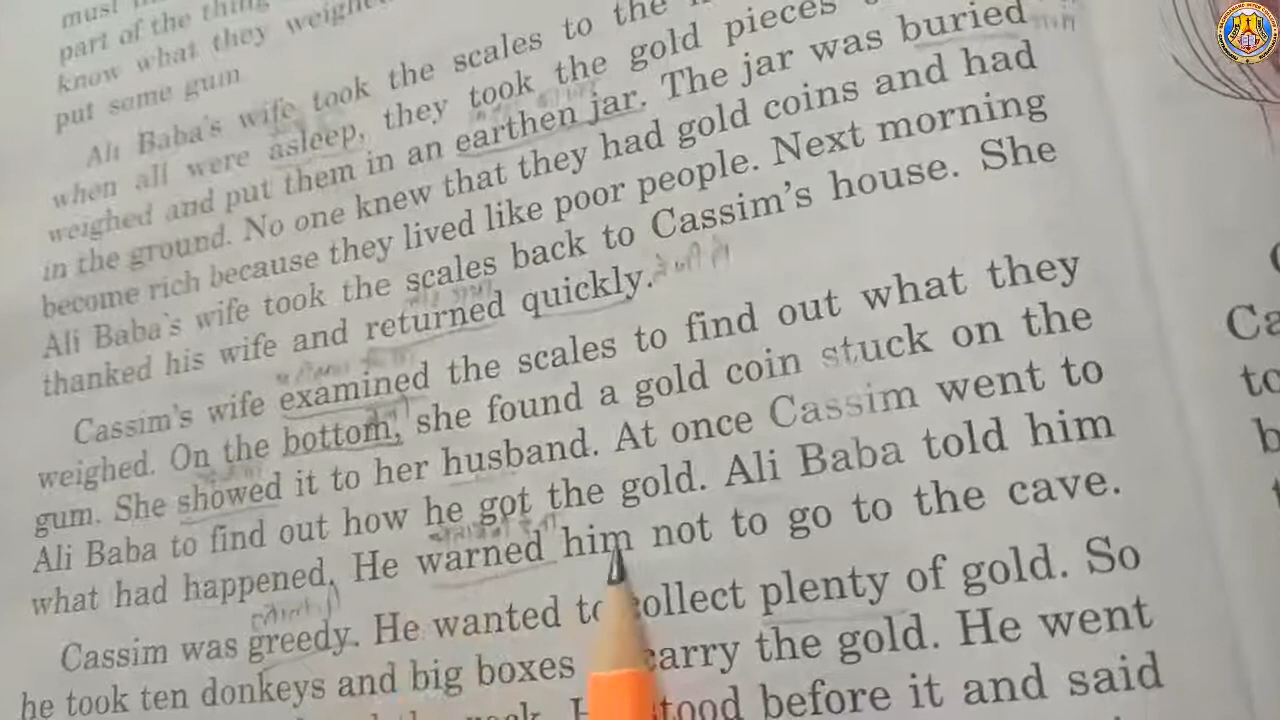 must
part of the thing
know what they weighed
put some gum
Ali Baba's wife took the scales to the
when all were asleep, they took the gold pieces
weighed and put them in an earthen jar. The jar was buried
in the ground. No one knew that they had gold coins and had
become rich because they lived like poor people. Next morning
Ali Baba's wife took the scales back to Cassim's house. She
thanked his wife and returned quickly.
Cassim's wife examined the scales to find out what they
weighed. On the bottom, she found a gold coin stuck on the
gum. She showed it to her husband. At once Cassim went to
Ali Baba to find out how he got the gold. Ali Baba told him
what had happened. He warned him not to go to the cave.
Cassim was greedy. He wanted to collect plenty of gold. So
he took ten donkeys and big boxes carry the gold. He went
stood before it and said
Ca
to
b